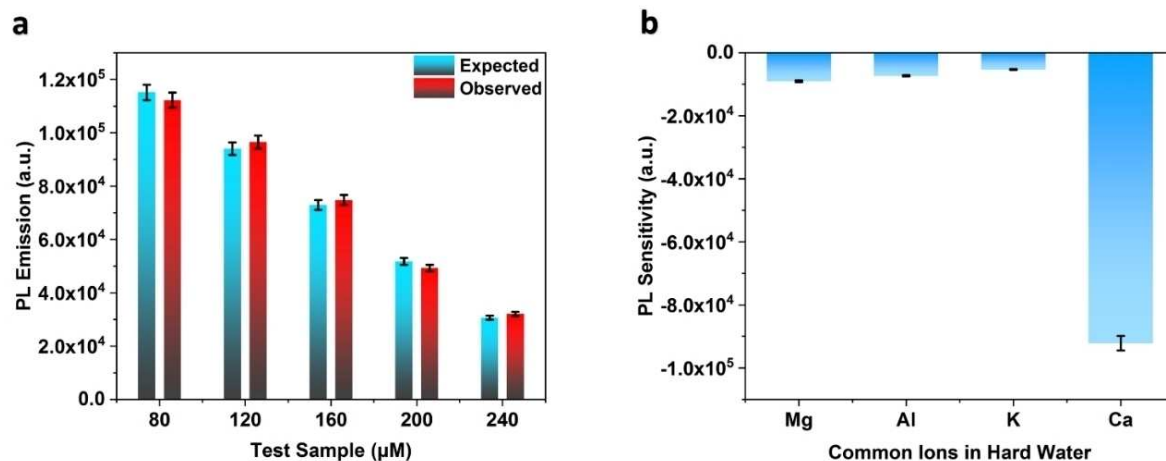 a
1.2x10⁵
1.0x10⁵
8.0x10⁴
6.0x10⁴
4.0x10⁴
2.0x10⁴
0.0
PL Emission (a.u.)
Expected
Observed
80 120 160 200 240
Test Sample (µM)
b
0.0
-2.0x10⁴
-4.0x10⁴
-6.0x10⁴
-8.0x10⁴
-1.0x10⁵
PL Sensitivity (a.u.)
Mg Al K Ca
Common Ions in Hard Water